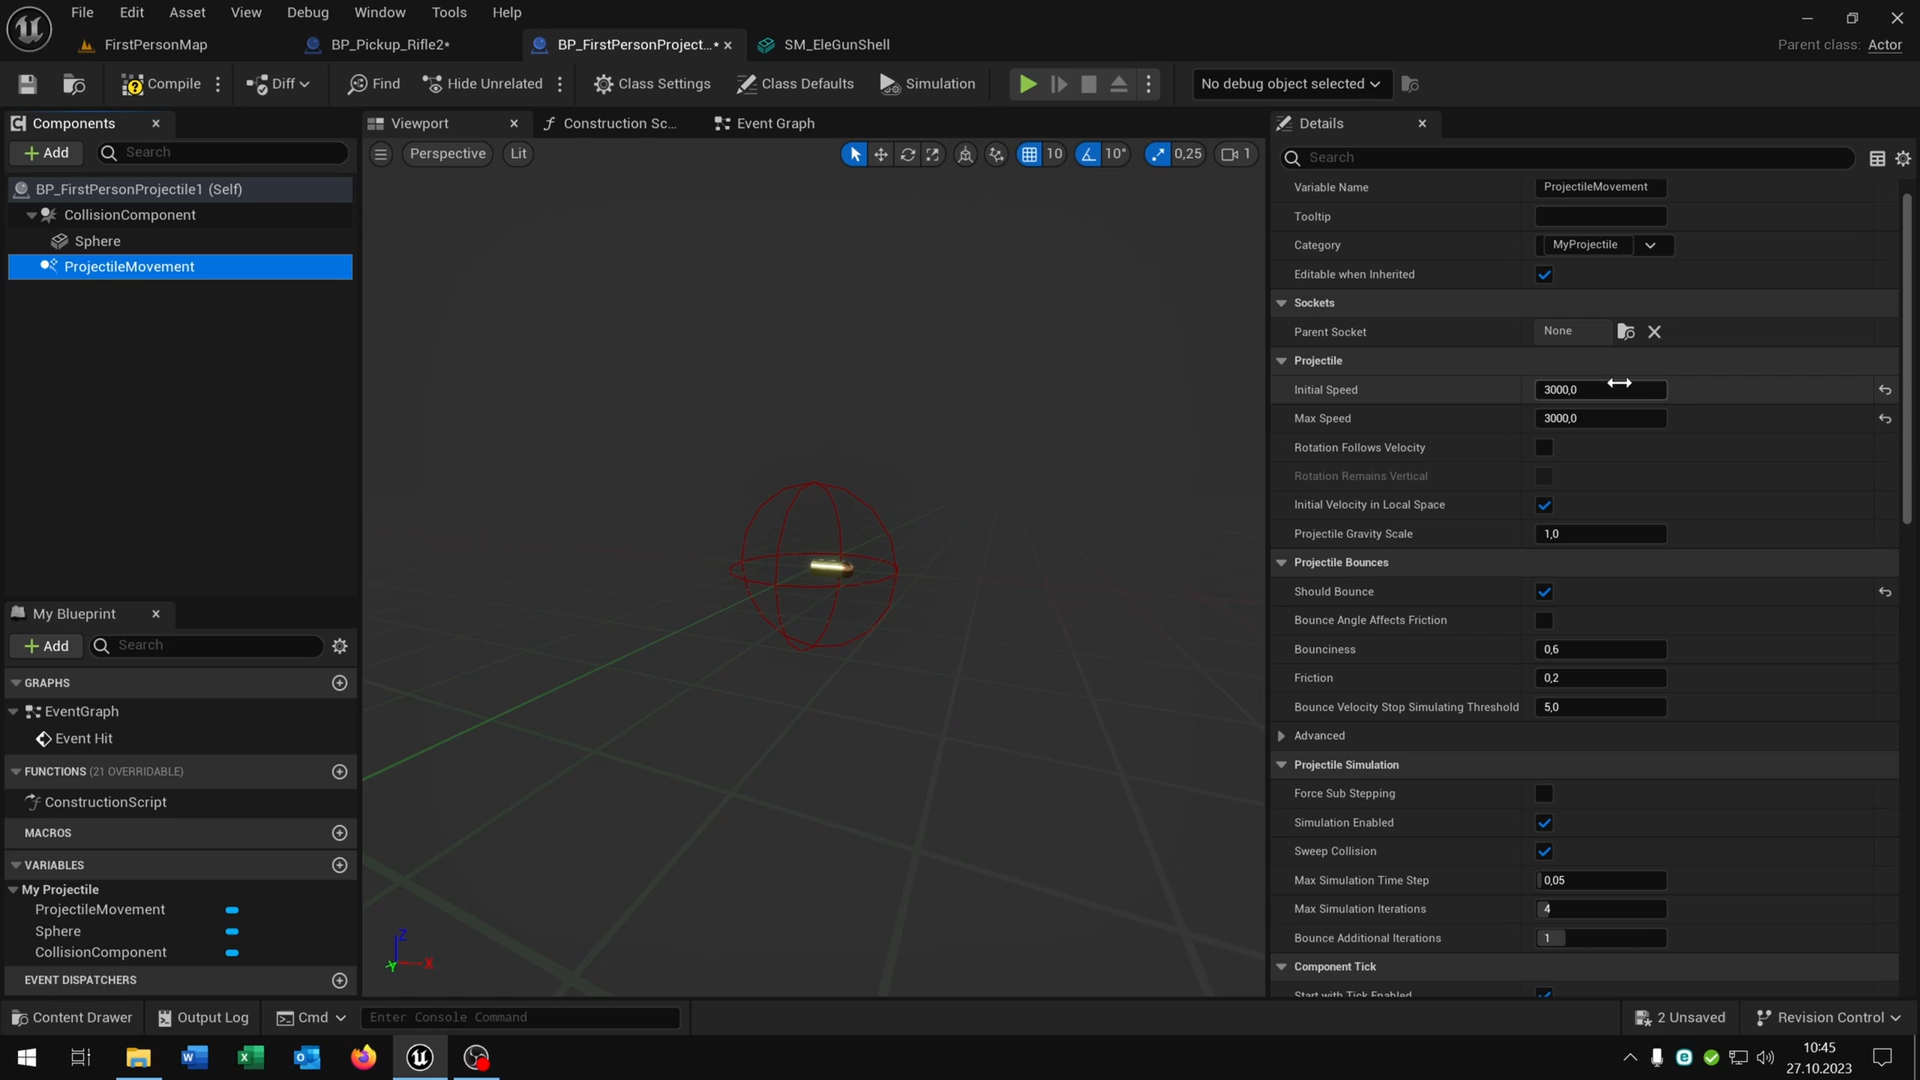 File Edit Asset View Debug Window Tools Help
FirstPersonMap BP_Pickup_Rifle2* BP_FirstPersonProject...* SM_EleGunShell
Parent class: Actor
Compile Diff Find Hide Unrelated Class Settings Class Defaults Simulation No debug object selected
Components
Add Search
BP_FirstPersonProjectile1 (Self)
CollisionComponent
Sphere
ProjectileMovement
My Blueprint
Add Search
GRAPHS
EventGraph
Event Hit
FUNCTIONS (21 OVERRIDABLE)
ConstructionScript
MACROS
VARIABLES
My Projectile
ProjectileMovement
Sphere
CollisionComponent
EVENT DISPATCHERS
Viewport Construction Sc... Event Graph
Perspective Lit 10 10° 0,25 1
Z
X
Y
Details
Search
Variable Name ProjectileMovement
Tooltip
Category MyProjectile
Editable when Inherited
Sockets
Parent Socket None
Projectile
Initial Speed 3000,0
Max Speed 3000,0
Rotation Follows Velocity
Rotation Remains Vertical
Initial Velocity in Local Space
Projectile Gravity Scale 1,0
Projectile Bounces
Should Bounce
Bounce Angle Affects Friction
Bounciness 0,6
Friction 0,2
Bounce Velocity Stop Simulating Threshold 5,0
Advanced
Projectile Simulation
Force Sub Stepping
Simulation Enabled
Sweep Collision
Max Simulation Time Step 0,05
Max Simulation Iterations 4
Bounce Additional Iterations 1
Component Tick
Start with Tick Enabled
Content Drawer Output Log Cmd Enter Console Command 2 Unsaved Revision Control
10:45
27.10.2023